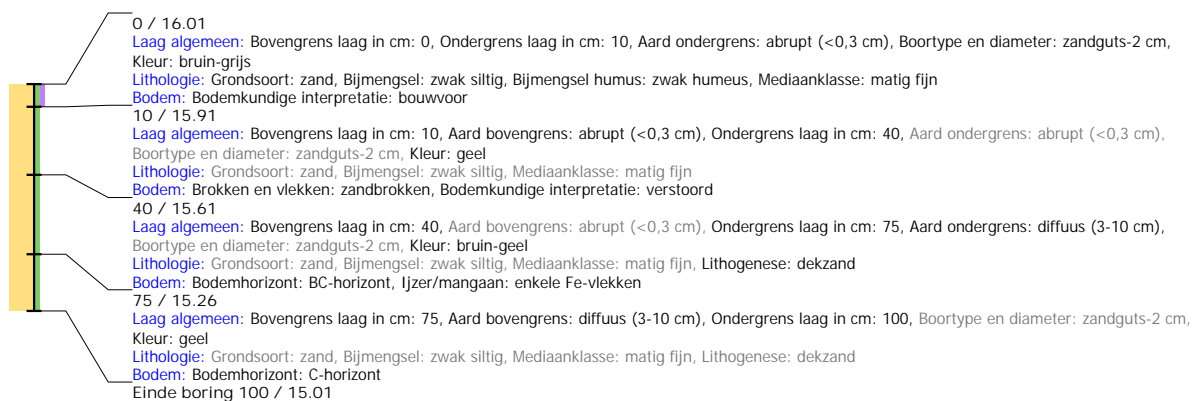 0 / 16.01
Laag algemeen: Bovengrens laag in cm: 0, Ondergrens laag in cm: 10, Aard ondergrens: abrupt (<0,3 cm), Boortype en diameter: zandguts-2 cm,
Kleur: bruin-grijs
Lithologie: Grondsoort: zand, Bijmengsel: zwak siltig, Bijmengsel humus: zwak humeus, Mediaanklasse: matig fijn
Bodem: Bodemkundige interpretatie: bouwvoor
10 / 15.91
Laag algemeen: Bovengrens laag in cm: 10, Aard bovengrens: abrupt (<0,3 cm), Ondergrens laag in cm: 40, Aard ondergrens: abrupt (<0,3 cm),
Boortype en diameter: zandguts-2 cm, Kleur: geel
Lithologie: Grondsoort: zand, Bijmengsel: zwak siltig, Mediaanklasse: matig fijn
Bodem: Brokken en vlekken: zandbrokken, Bodemkundige interpretatie: verstoord
40 / 15.61
Laag algemeen: Bovengrens laag in cm: 40, Aard bovengrens: abrupt (<0,3 cm), Ondergrens laag in cm: 75, Aard ondergrens: diffuus (3-10 cm),
Boortype en diameter: zandguts-2 cm, Kleur: bruin-geel
Lithologie: Grondsoort: zand, Bijmengsel: zwak siltig, Mediaanklasse: matig fijn, Lithogenese: dekzand
Bodem: Bodemhorizont: BC-horizont, Ijzer/mangaan: enkele Fe-vlekken
75 / 15.26
Laag algemeen: Bovengrens laag in cm: 75, Aard bovengrens: diffuus (3-10 cm), Ondergrens laag in cm: 100, Boortype en diameter: zandguts-2 cm,
Kleur: geel
Lithologie: Grondsoort: zand, Bijmengsel: zwak siltig, Mediaanklasse: matig fijn, Lithogenese: dekzand
Bodem: Bodemhorizont: C-horizont
Einde boring 100 / 15.01